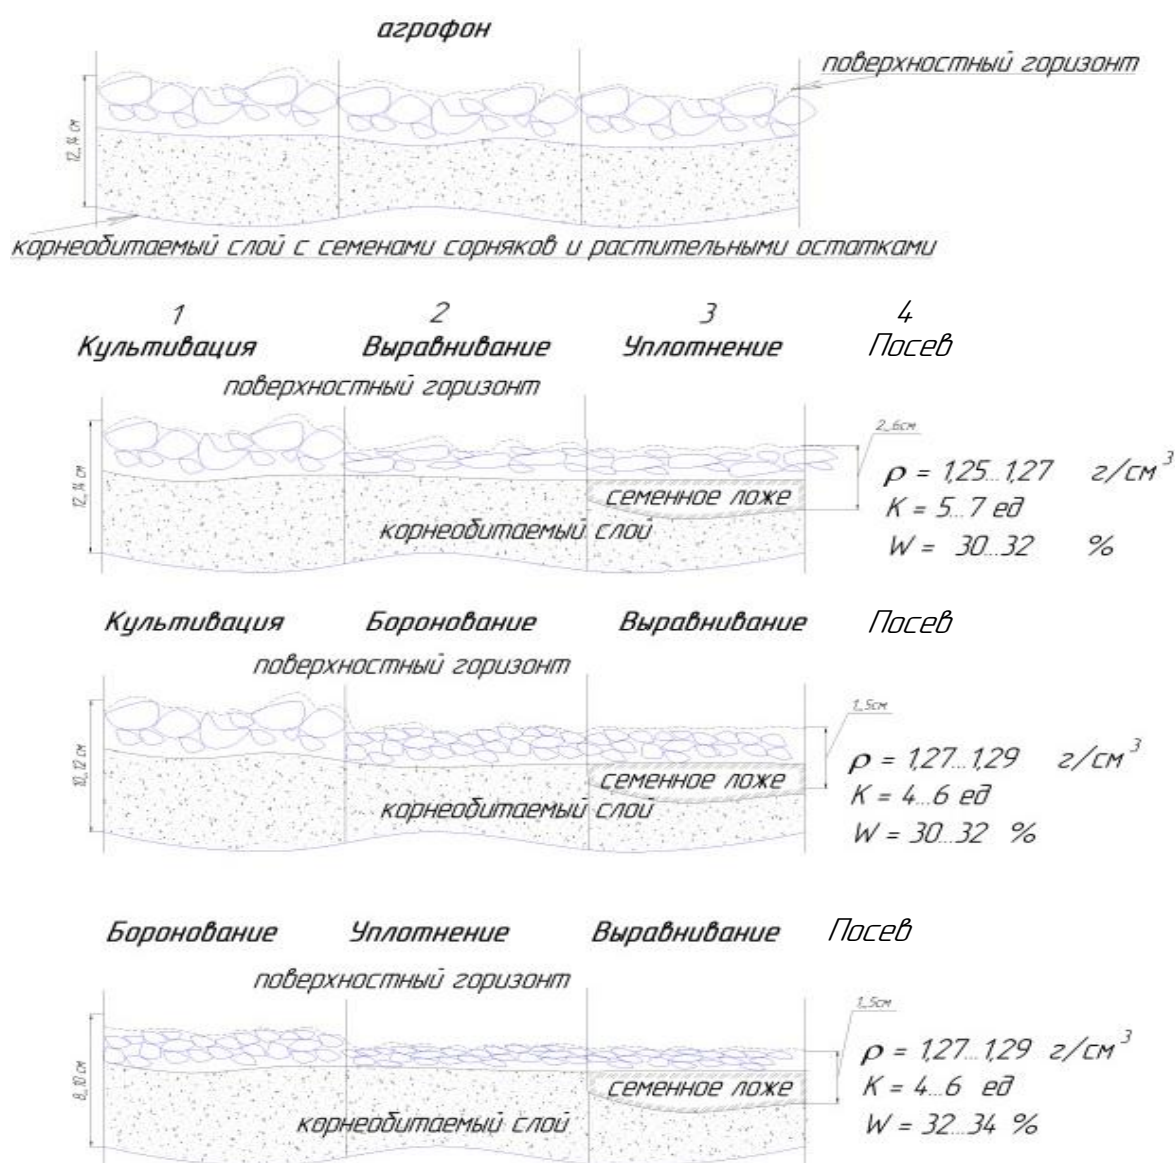 агрофон
поверхностный горизонт
12...14 см
корнеобитаемый слой с семенами сорняков и растительными остатками
1 2 3 4
Культивация Выравнивание Уплотнение Посев
поверхностный горизонт
12...14 см
2...6см
семенное ложе
корнеобитаемый слой
ρ = 1,25...1,27 г/см³
К = 5...7 ед
W = 30...32 %
Культивация Боронование Выравнивание Посев
поверхностный горизонт
10...12 см
1...5см
семенное ложе
корнеобитаемый слой
ρ = 1,27...1,29 г/см³
К = 4...6 ед
W = 30...32 %
Боронование Уплотнение Выравнивание Посев
поверхностный горизонт
8...10 см
1...5см
семенное ложе
корнеобитаемый слой
ρ = 1,27...1,29 г/см³
К = 4...6 ед
W = 32...34 %